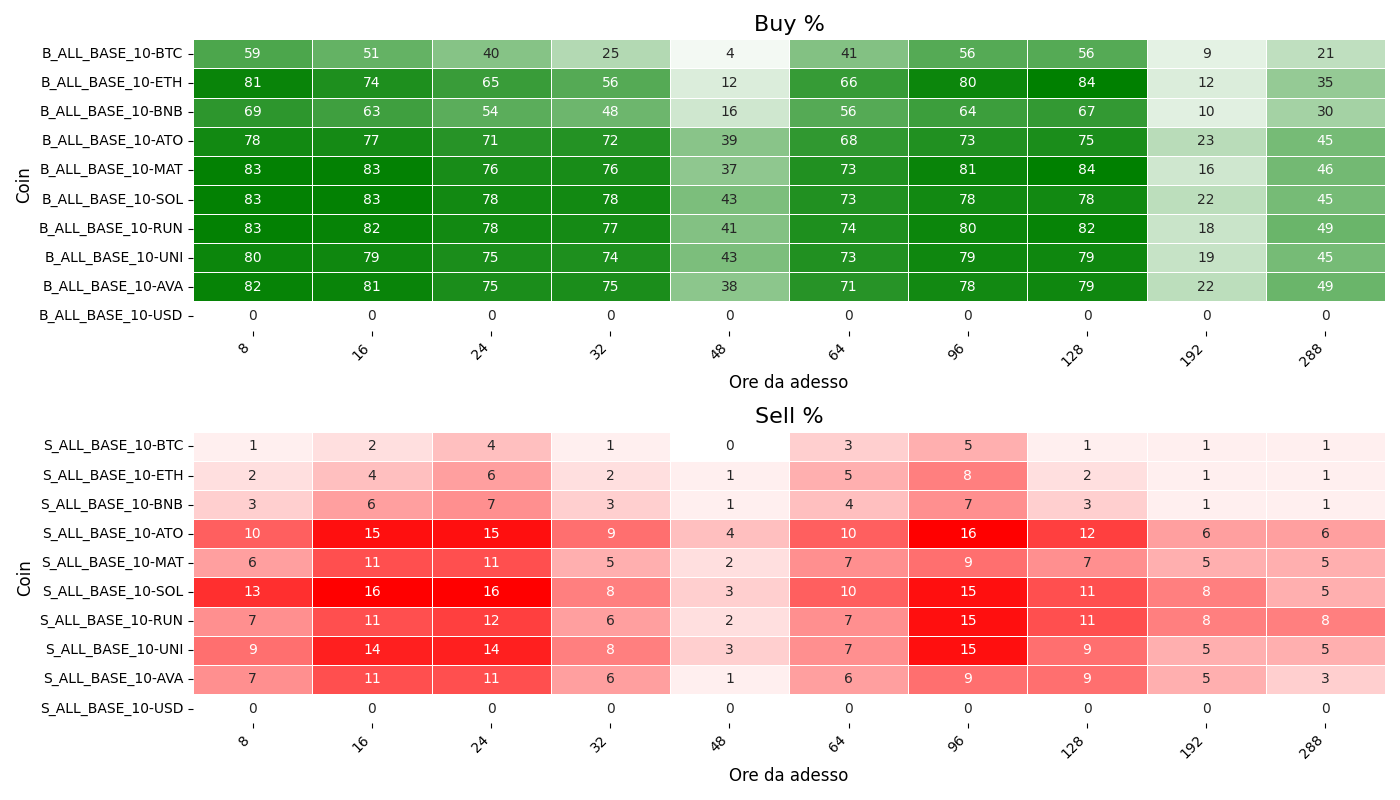 Buy %
Coin
B_ALL_BASE_10-BTC 59 51 40 25 4 41 56 56 9 21
B_ALL_BASE_10-ETH 81 74 65 56 12 66 80 84 12 35
B_ALL_BASE_10-BNB 69 63 54 48 16 56 64 67 10 30
B_ALL_BASE_10-ATO 78 77 71 72 39 68 73 75 23 45
B_ALL_BASE_10-MAT 83 83 76 76 37 73 81 84 16 46
B_ALL_BASE_10-SOL 83 83 78 78 43 73 78 78 22 45
B_ALL_BASE_10-RUN 83 82 78 77 41 74 80 82 18 49
B_ALL_BASE_10-UNI 80 79 75 74 43 73 79 79 19 45
B_ALL_BASE_10-AVA 82 81 75 75 38 71 78 79 22 49
B_ALL_BASE_10-USD 0 0 0 0 0 0 0 0 0 0
8 16 24 32 48 64 96 128 192 288
Ore da adesso
Sell %
Coin
S_ALL_BASE_10-BTC 1 2 4 1 0 3 5 1 1 1
S_ALL_BASE_10-ETH 2 4 6 2 1 5 8 2 1 1
S_ALL_BASE_10-BNB 3 6 7 3 1 4 7 3 1 1
S_ALL_BASE_10-ATO 10 15 15 9 4 10 16 12 6 6
S_ALL_BASE_10-MAT 6 11 11 5 2 7 9 7 5 5
S_ALL_BASE_10-SOL 13 16 16 8 3 10 15 11 8 5
S_ALL_BASE_10-RUN 7 11 12 6 2 7 15 11 8 8
S_ALL_BASE_10-UNI 9 14 14 8 3 7 15 9 5 5
S_ALL_BASE_10-AVA 7 11 11 6 1 6 9 9 5 3
S_ALL_BASE_10-USD 0 0 0 0 0 0 0 0 0 0
8 16 24 32 48 64 96 128 192 288
Ore da adesso